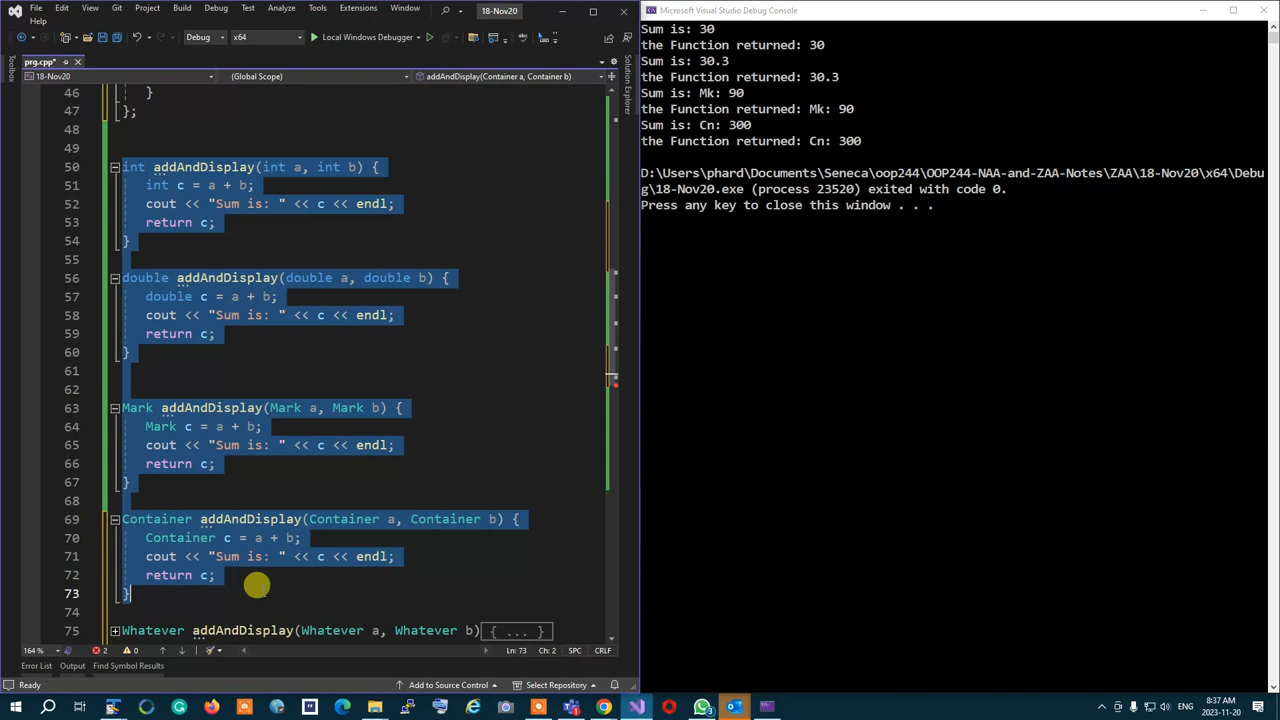 File Edit View Git Project Build Debug Test Analyze Tools Extensions Window 18-Nov20
Help
Debug x64 Local Windows Debugger
prg.cpp*
18-Nov20 (Global Scope) addAndDisplay(Container a, Container b)
Toolbox
Solution Explorer
46 }
47 };
48
49
50 int addAndDisplay(int a, int b) {
51 int c = a + b;
52 cout << "Sum is: " << c << endl;
53 return c;
54 }
55
56 double addAndDisplay(double a, double b) {
57 double c = a + b;
58 cout << "Sum is: " << c << endl;
59 return c;
60 }
61
62
63 Mark addAndDisplay(Mark a, Mark b) {
64 Mark c = a + b;
65 cout << "Sum is: " << c << endl;
66 return c;
67 }
68
69 Container addAndDisplay(Container a, Container b) {
70 Container c = a + b;
71 cout << "Sum is: " << c << endl;
72 return c;
73 }
74
75 Whatever addAndDisplay(Whatever a, Whatever b){ ... }
164 % 2 0 Ln: 73 Ch: 2 SPC CRLF
Error List Output Find Symbol Results
Ready Add to Source Control Select Repository
Microsoft Visual Studio Debug Console
Sum is: 30
the Function returned: 30
Sum is: 30.3
the Function returned: 30.3
Sum is: Mk: 90
the Function returned: Mk: 90
Sum is: Cn: 300
the Function returned: Cn: 300
D:\Users\phard\Documents\Seneca\oop244\OOP244-NAA-and-ZAA-Notes\ZAA\18-Nov20\x64\Debu
g\18-Nov20.exe (process 23520) exited with code 0.
Press any key to close this window . . .
ENG 8:37 AM
2023-11-20